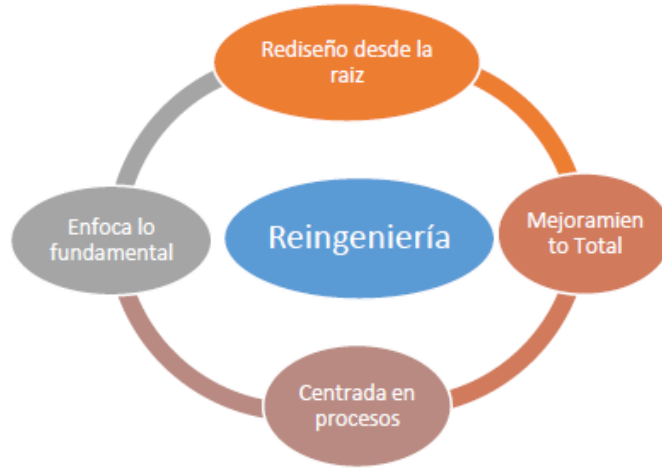 Rediseño desde la
raiz
Enfoca lo
fundamental
Reingeniería
Mejoramien
to Total
Centrada en
procesos